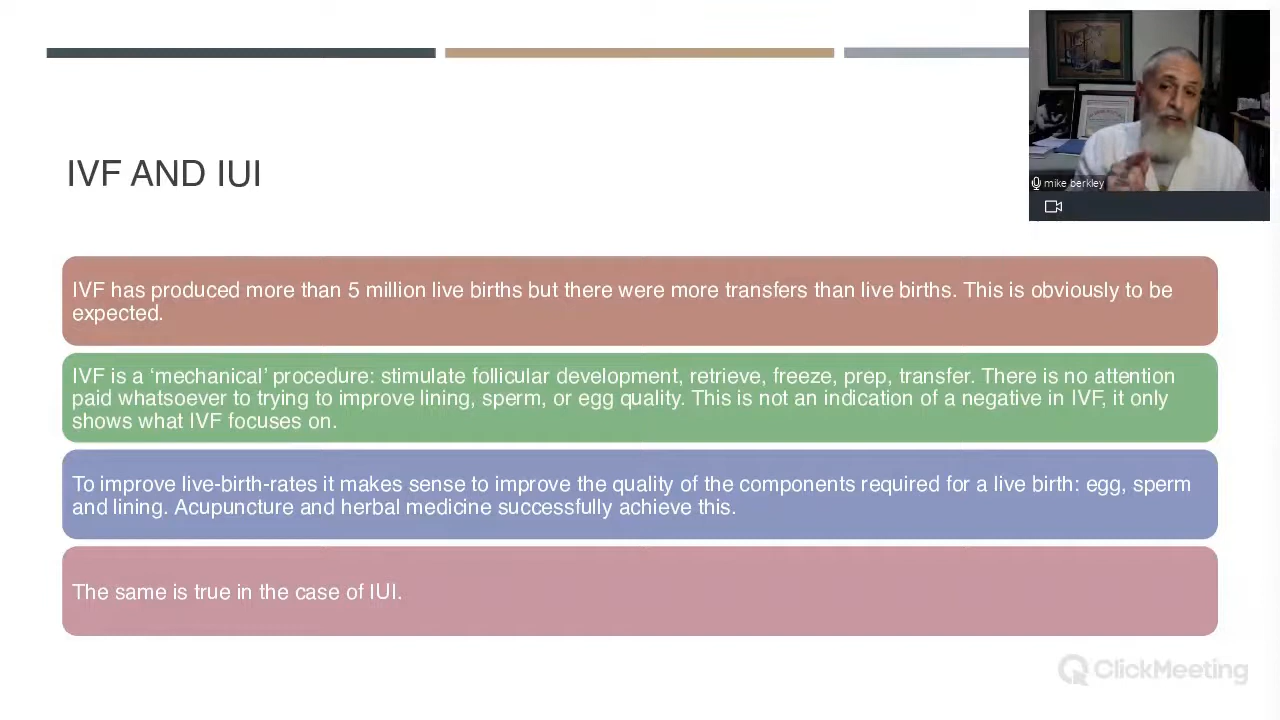 IVF AND IUI
mike berkley
IVF has produced more than 5 million live births but there were more transfers than live births. This is obviously to be
expected.
IVF is a ‘mechanical’ procedure: stimulate follicular development, retrieve, freeze, prep, transfer. There is no attention
paid whatsoever to trying to improve lining, sperm, or egg quality. This is not an indication of a negative in IVF, it only
shows what IVF focuses on.
To improve live-birth-rates it makes sense to improve the quality of the components required for a live birth: egg, sperm
and lining. Acupuncture and herbal medicine successfully achieve this.
The same is true in the case of IUI.
ClickMeeting